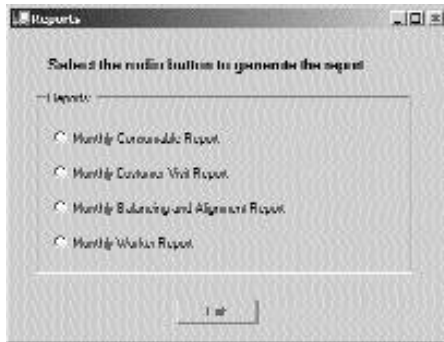 Reports
Select the radio button to generate the report
Reports
Monthly Consumable Report
Monthly Customer Visit Report
Monthly Balancing and Alignment Report
Monthly Worker Report
Exit